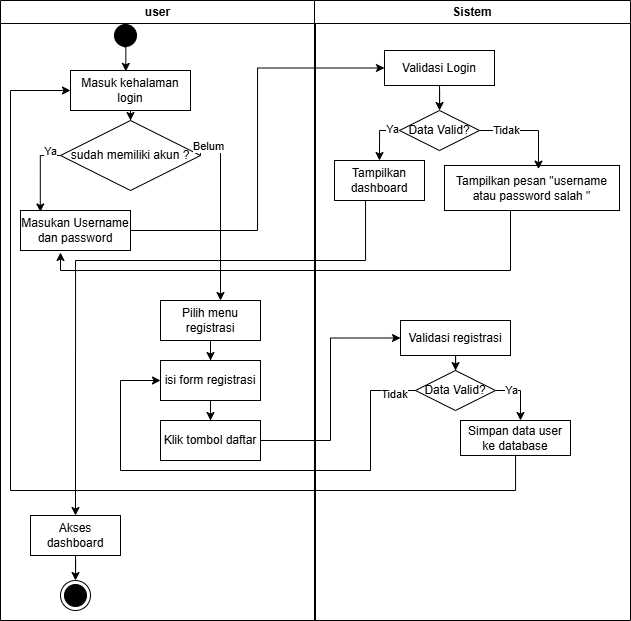 user
Sistem
Masuk kehalaman
login
Validasi Login
sudah memiliki akun ?
Ya
Belum
Data Valid?
Ya
Tidak
Masukan Username
dan password
Tampilkan
dashboard
Tampilkan pesan "username
atau password salah "
Pilih menu
registrasi
Validasi registrasi
isi form registrasi
Data Valid?
Tidak
Ya
Klik tombol daftar
Simpan data user
ke database
Akses
dashboard